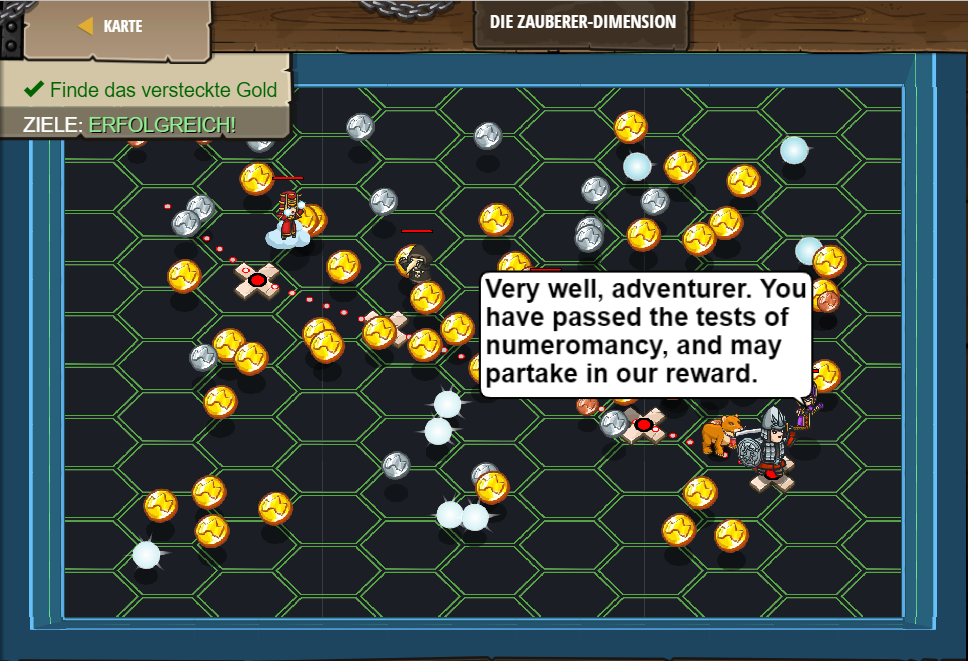 KARTE
DIE ZAUBERER-DIMENSION
Finde das versteckte Gold
ZIELE: ERFOLGREICH!
Very well, adventurer. You
have passed the tests of
numeromancy, and may
partake in our reward.